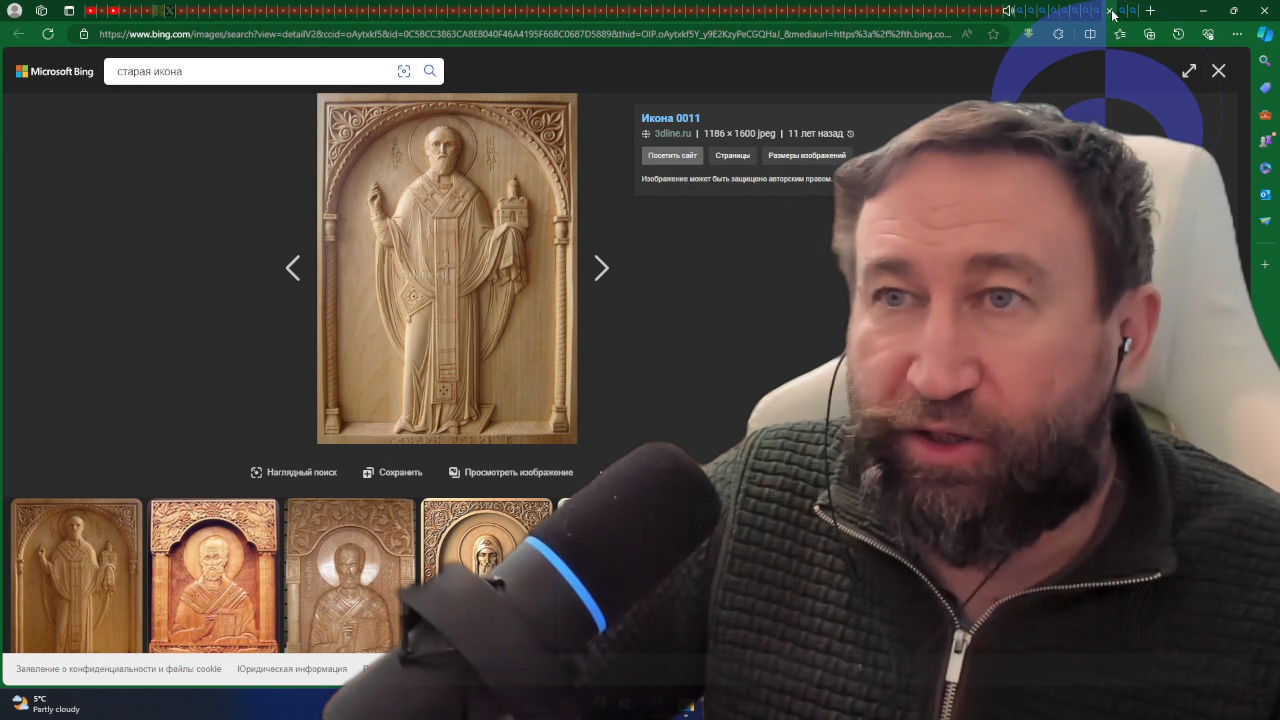 https://www.bing.com/images/search?view=detailV2&ccid=oAytxkf5&id=0C5BCC3863CA8E8040F46A4195F66BC0687D5889&thid=OIP.oAytxkf5Y_y9E2KzyPeCGQHaJ_&mediaurl=https%3a%2f%2fth.bing.co...
Microsoft Bing
старая икона
Икона 0011
3dline.ru | 1186 × 1600 jpeg | 11 лет назад
Посетить сайт Страницы Размеры изображений
Изображение может быть защищено авторским правом.
Наглядный поиск Сохранить Просмотреть изображение
Заявление о конфиденциальности и файлы cookie Юридическая информация
5°C
Partly cloudy